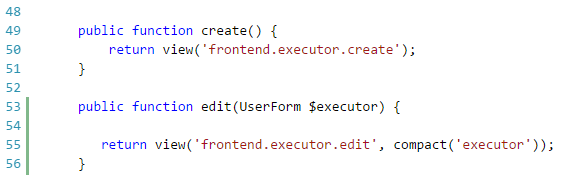 48
49 public function create() {
50 return view('frontend.executor.create');
51 }
52
53 public function edit(UserForm $executor) {
54
55 return view('frontend.executor.edit', compact('executor'));
56 }